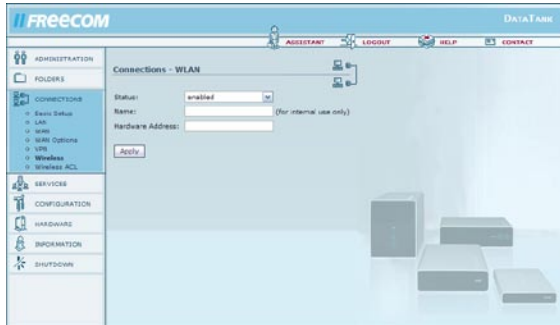 FREECOM
DATATANK
ASSISTANT
LOGOUT
HELP
CONTACT
ADMINISTRATION
FOLDERS
CONNECTIONS
Basic Setup
LAN
WAN
WAN Options
VPN
Wireless
Wireless ACL
SERVICES
CONFIGURATION
HARDWARE
INFORMATION
SHUTDOWN
Connections - WLAN
Status: enabled
Name: (for internal use only)
Hardware Address:
Apply